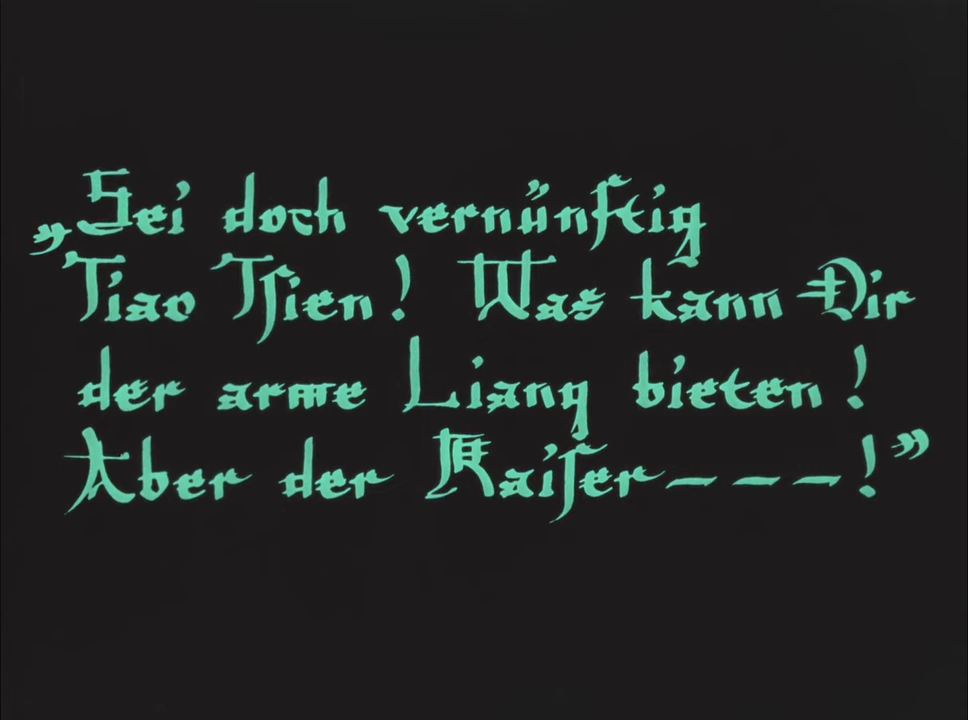 „Sei doch vernünftig
Tiao Tſien! Was kann Dir
der arme Liang bieten!
Aber der Kaiſer———!”